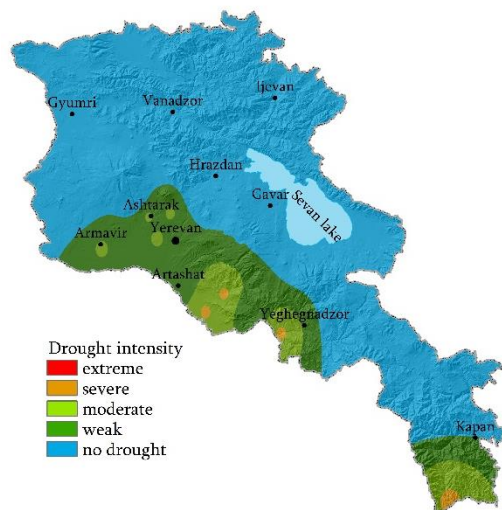 Ijevan
Gyumri
Vanadzor
Hrazdan
Gavar
Sevan lake
Ashtarak
Armavir
Yerevan
Artashat
Yeghegnadzor
Drought intensity
extreme
severe
moderate
weak
no drought
Kapan